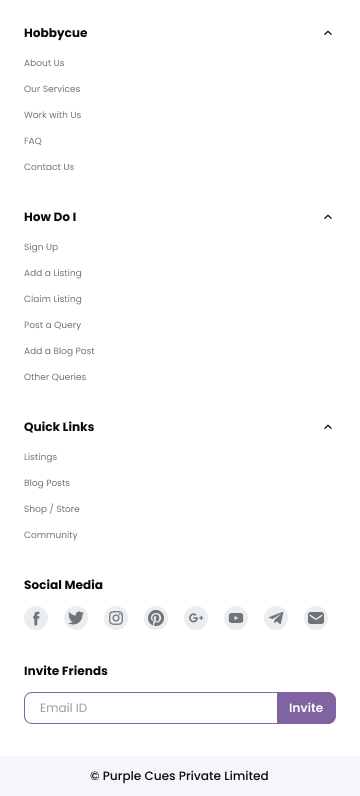 Hobbycue
About Us
Our Services
Work with Us
FAQ
Contact Us
How Do I
Sign Up
Add a Listing
Claim Listing
Post a Query
Add a Blog Post
Other Queries
Quick Links
Listings
Blog Posts
Shop / Store
Community
Social Media
Invite Friends
Email ID
Invite
© Purple Cues Private Limited